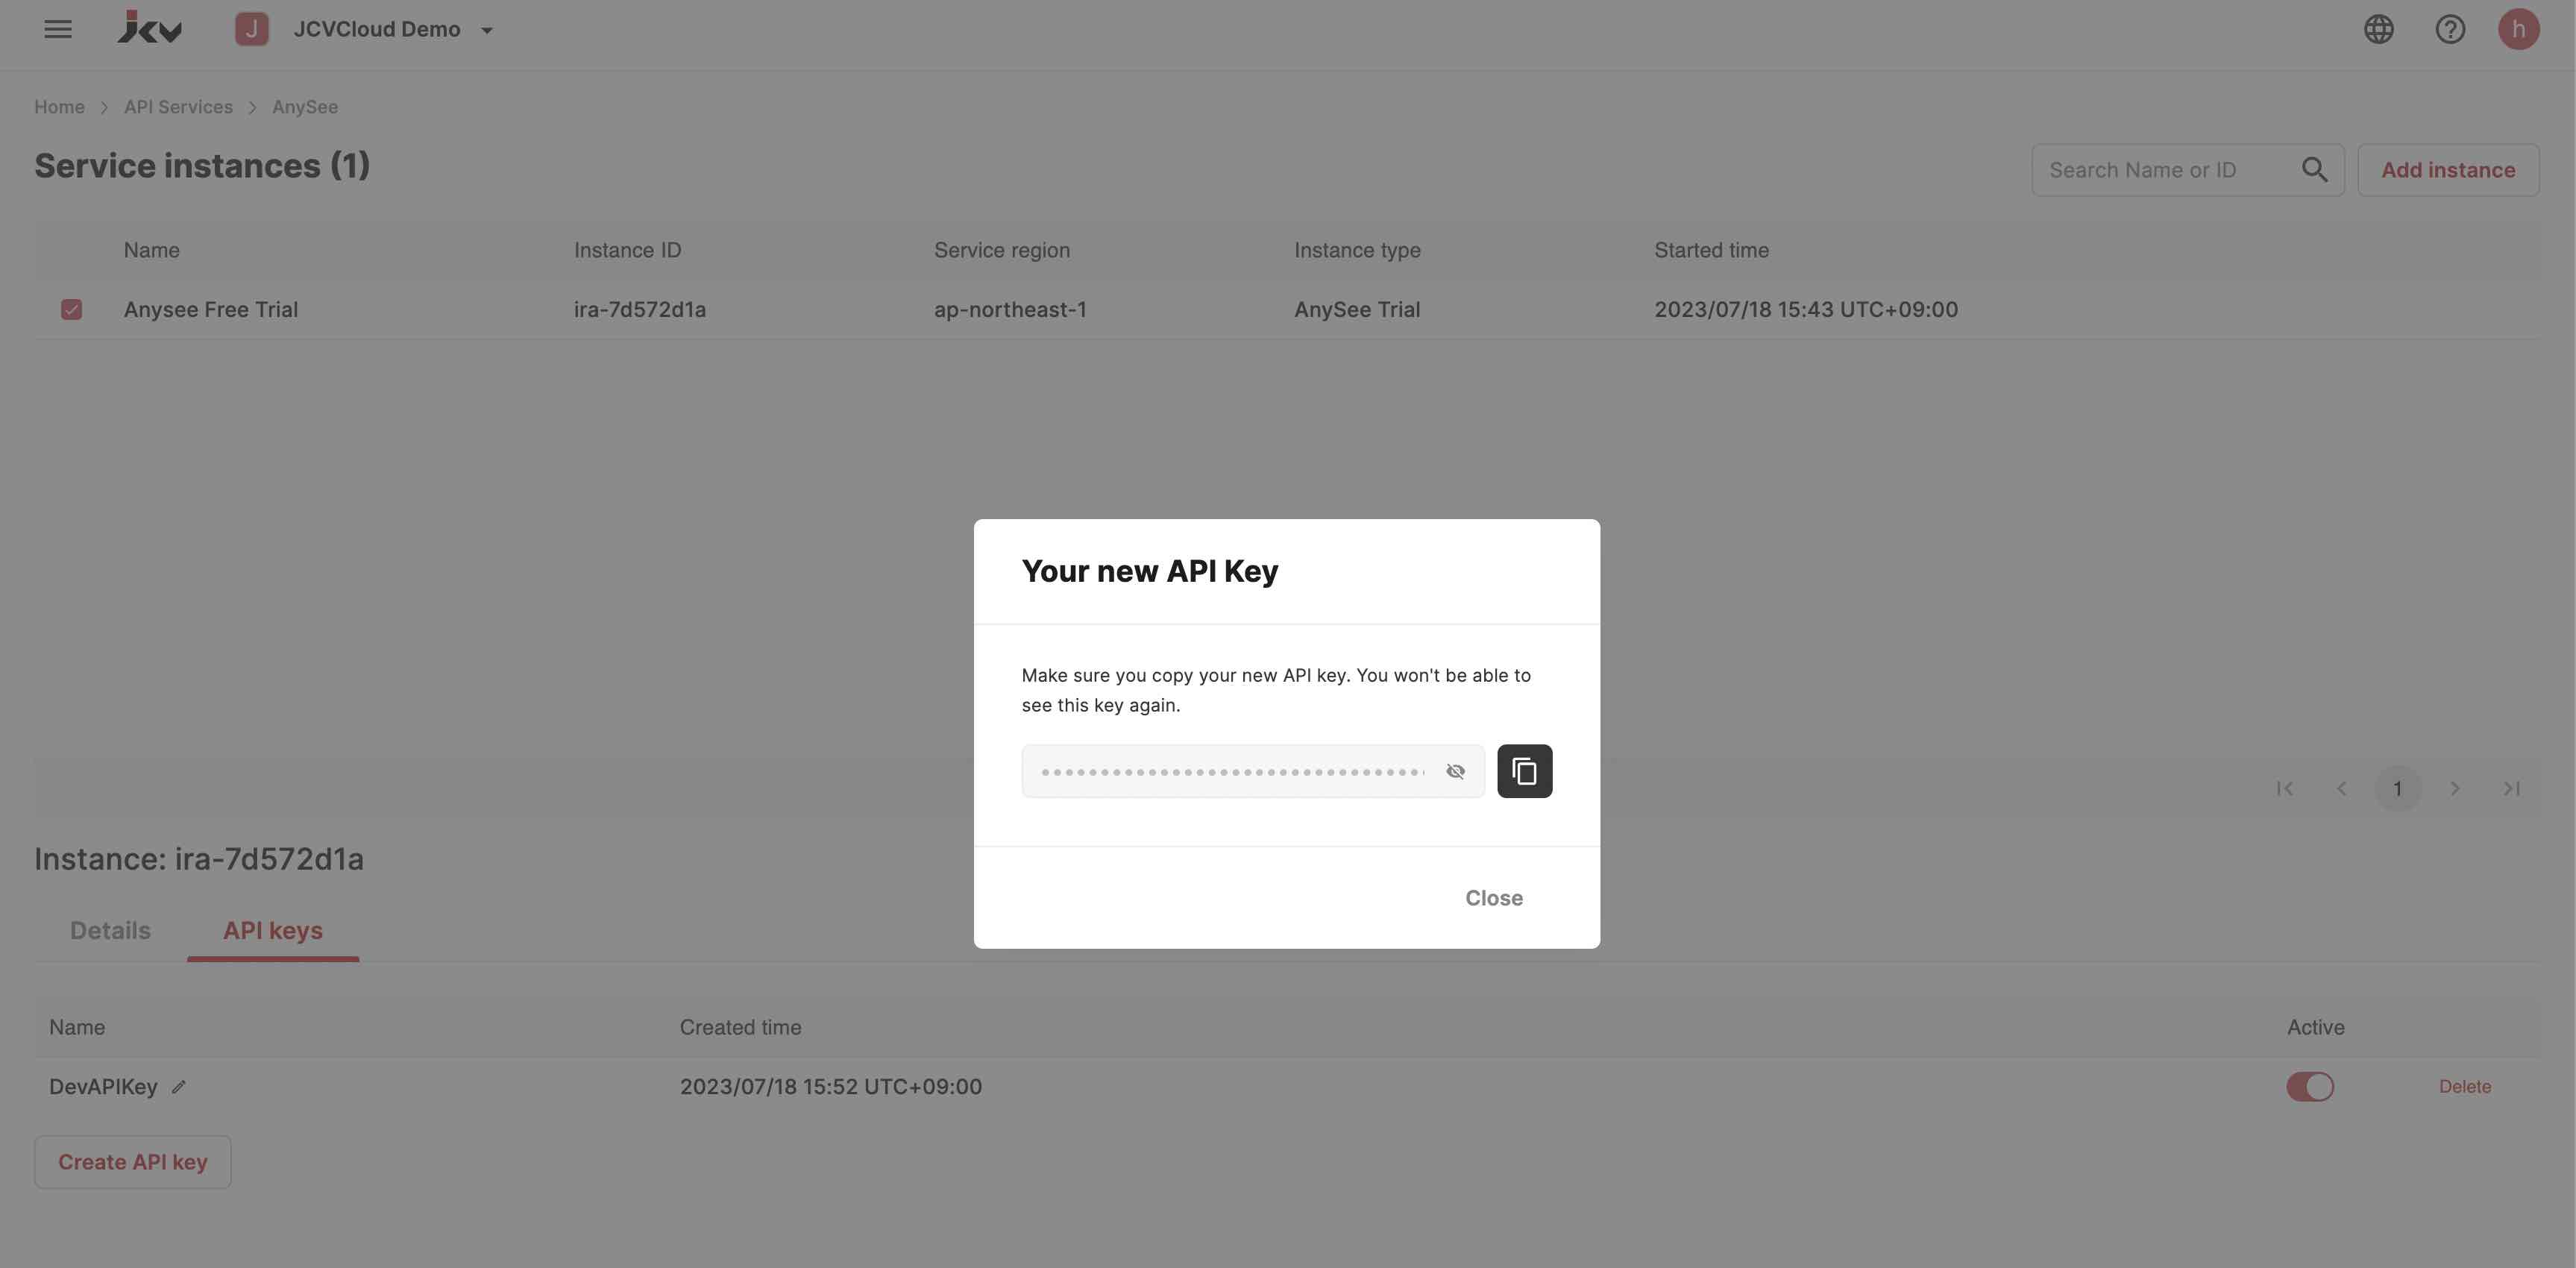 jcv J JCVCloud Demo h
Home API Services AnySee
Service instances (1)
Search Name or ID Add instance
Name Instance ID Service region Instance type Started time
Anysee Free Trial ira-7d572d1a ap-northeast-1 AnySee Trial 2023/07/18 15:43 UTC+09:00
Your new API Key
Make sure you copy your new API key. You won't be able to
see this key again.
1
Close
Instance: ira-7d572d1a
Details API keys
Name Created time Active
DevAPIKey 2023/07/18 15:52 UTC+09:00 Delete
Create API key